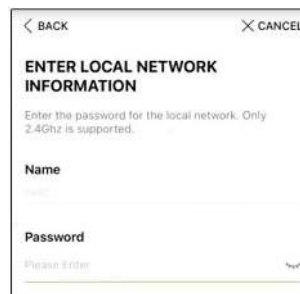 BACK
CANCEL
ENTER LOCAL NETWORK
INFORMATION
Enter the password for the local network. Only
2.4Ghz is supported.
Name
Password
Please Enter